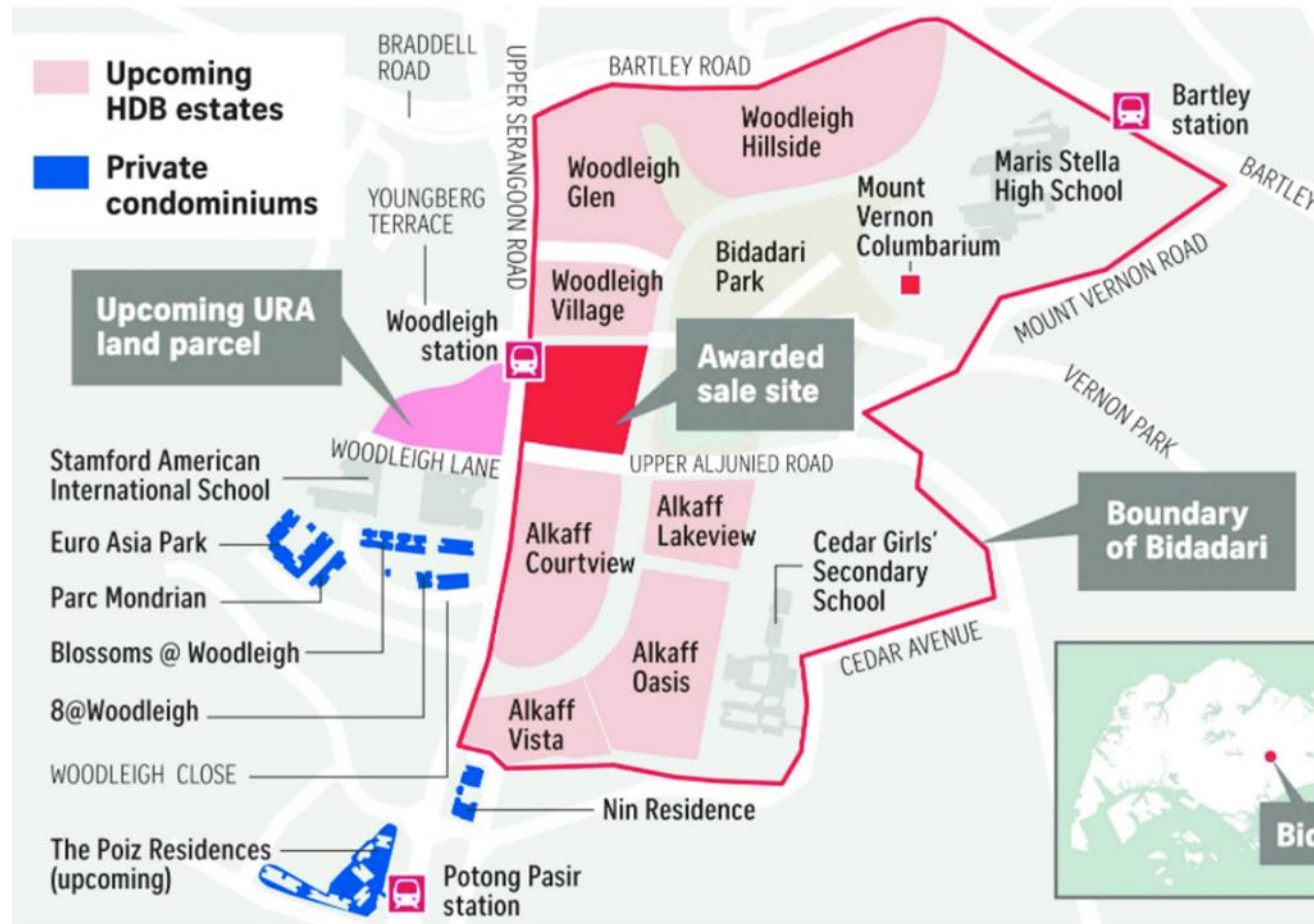 Upcoming
HDB estates
Private
condominiums
BRADDELL
ROAD
YOUNGBERG
TERRACE
UPPER SERANGOON ROAD
BARTLEY ROAD
Bartley
station
BARTLEY
Woodleigh
Hillside
Woodleigh
Glen
Maris Stella
High School
Mount
Vernon
Columbarium
Bidadari
Park
Woodleigh
Village
MOUNT VERNON ROAD
VERNON PARK
Upcoming URA
land parcel
Woodleigh
station
Awarded
sale site
WOODLEIGH LANE
UPPER ALJUNIED ROAD
Stamford American
International School
Euro Asia Park
Parc Mondrian
Blossoms @ Woodleigh
8@Woodleigh
WOODLEIGH CLOSE
Alkaff
Courtview
Alkaff
Lakeview
Cedar Girls'
Secondary
School
Boundary
of Bidadari
CEDAR AVENUE
Alkaff
Oasis
Alkaff
Vista
Nin Residence
The Poiz Residences
(upcoming)
Potong Pasir
station
Bid